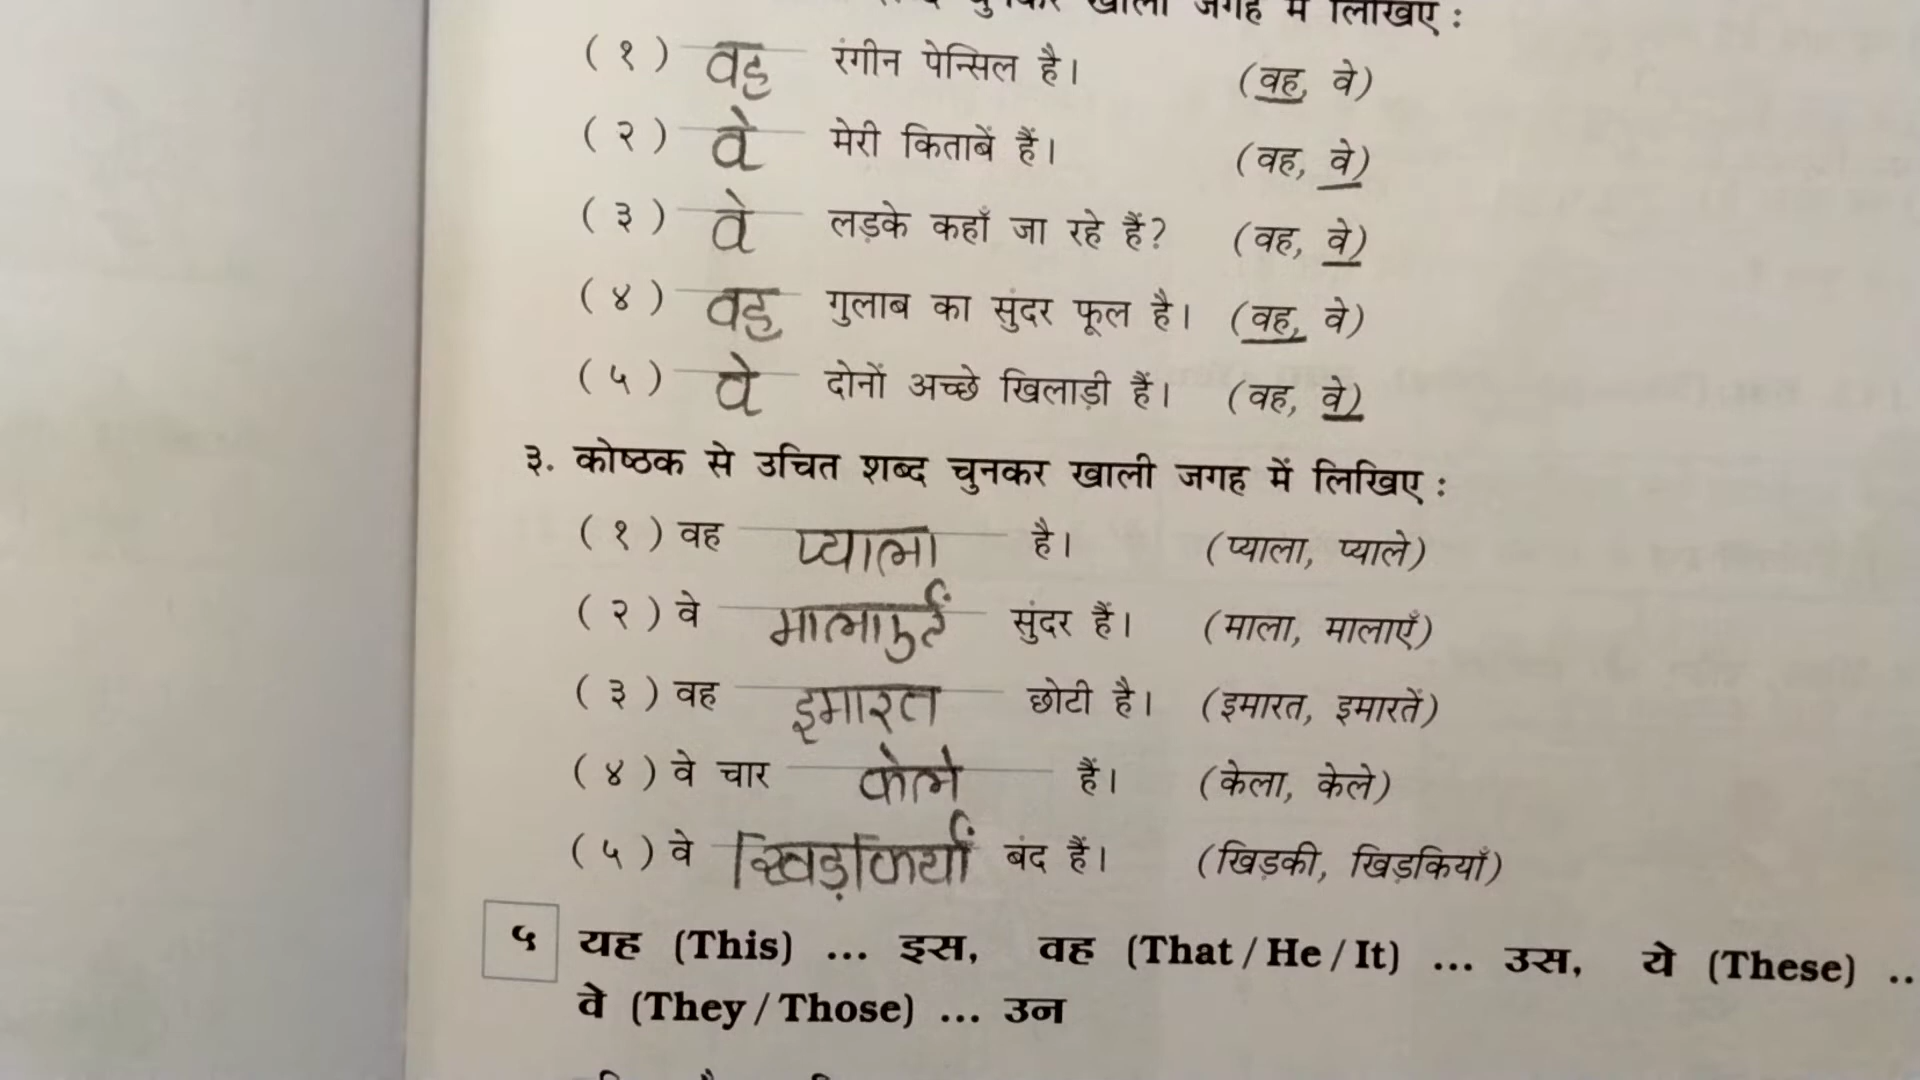 चुनकर खाली जगह में लिखिए :
(१) वह रंगीन पेन्सिल है। (वह, वे)
(२) वे मेरी किताबें हैं। (वह, वे)
(३) वे लड़के कहाँ जा रहे हैं? (वह, वे)
(४) वह गुलाब का सुंदर फूल है। (वह, वे)
(५) वे दोनों अच्छे खिलाड़ी हैं। (वह, वे)
३. कोष्ठक से उचित शब्द चुनकर खाली जगह में लिखिए :
(१) वह प्याला है। (प्याला, प्याले)
(२) वे मालाएँ सुंदर हैं। (माला, मालाएँ)
(३) वह इमारत छोटी है। (इमारत, इमारतें)
(४) वे चार केले हैं। (केला, केले)
(५) वे खिड़कियाँ बंद हैं। (खिड़की, खिड़कियाँ)
५ यह (This) ... इस, वह (That / He / It) ... उस, ये (These) ..
वे (They / Those) ... उन